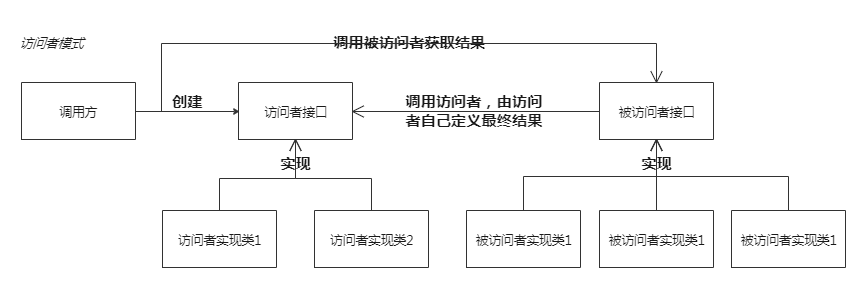 访问者模式
调用被访问者获取结果
调用方
创建
访问者接口
调用访问者，由访问
者自己定义最终结果
被访问者接口
实现
实现
访问者实现类1
访问者实现类2
被访问者实现类1
被访问者实现类1
被访问者实现类1